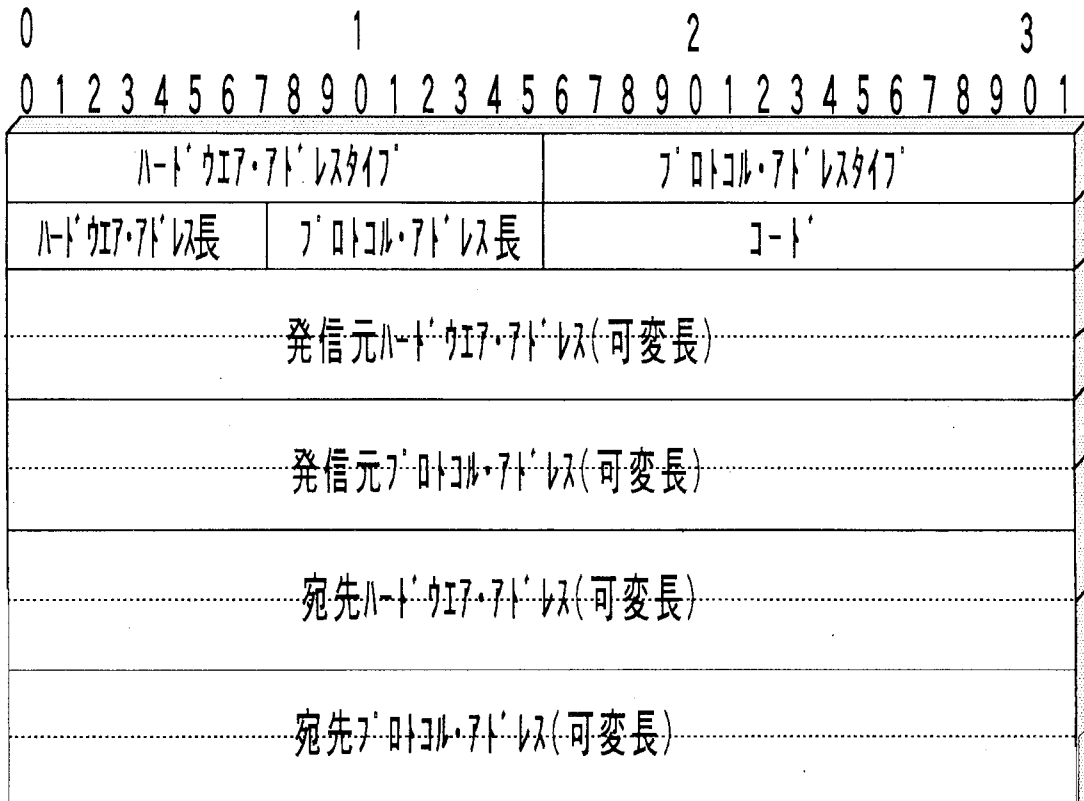 0 1 2 3
0 1 2 3 4 5 6 7 8 9 0 1 2 3 4 5 6 7 8 9 0 1 2 3 4 5 6 7 8 9 0 1
ﾊｰﾄﾞｳｴｱ・ｱﾄﾞﾚｽﾀｲﾌﾟ ﾌﾟﾛﾄｺﾙ・ｱﾄﾞﾚｽﾀｲﾌﾟ
ﾊｰﾄﾞｳｴｱ・ｱﾄﾞﾚｽ長 ﾌﾟﾛﾄｺﾙ・ｱﾄﾞﾚｽ長 ｺｰﾄﾞ
発信元ﾊｰﾄﾞｳｴｱ・ｱﾄﾞﾚｽ(可変長)
発信元ﾌﾟﾛﾄｺﾙ・ｱﾄﾞﾚｽ(可変長)
宛先ﾊｰﾄﾞｳｴｱ・ｱﾄﾞﾚｽ(可変長)
宛先ﾌﾟﾛﾄｺﾙ・ｱﾄﾞﾚｽ(可変長)